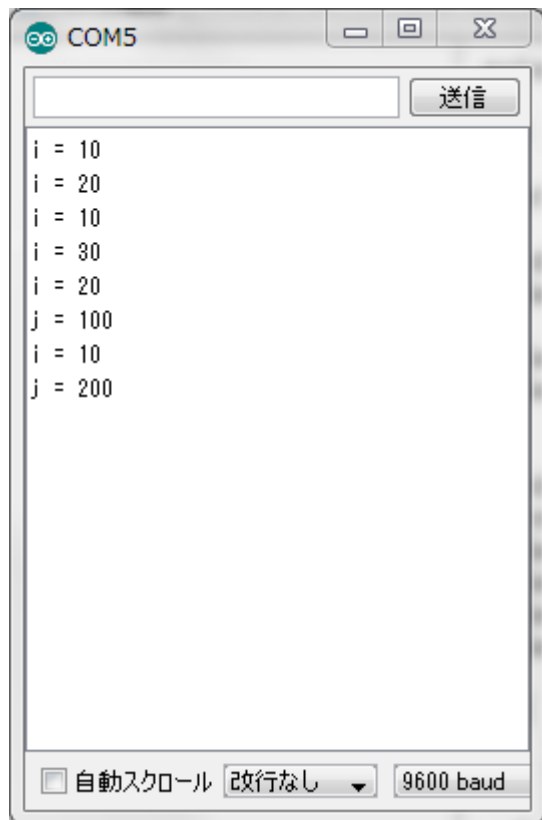 COM5
送信
i = 10
i = 20
i = 10
i = 30
i = 20
j = 100
i = 10
j = 200
自動スクロール 改行なし 9600 baud